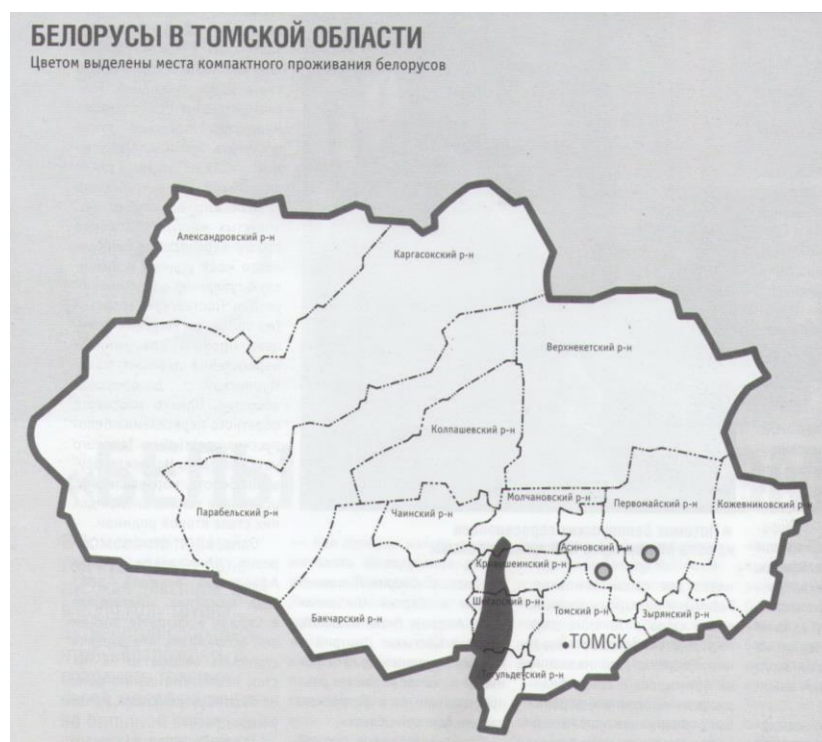 БЕЛОРУСЫ В ТОМСКОЙ ОБЛАСТИ
Цветом выделены места компактного проживания белорусов
Александровский р-н
Каргасокский р-н
Верхнекетский р-н
Колпашевский р-н
Молчановский р-н
Первомайский р-н
Кожевниковский р-н
Парабельский р-н
Чаинский р-н
Асиновский р-н
Кривошеинский р-н
Шегарский р-н
Томский р-н
Зырянский р-н
Бакчарский р-н
ТОМСК
Тегульдетский р-н